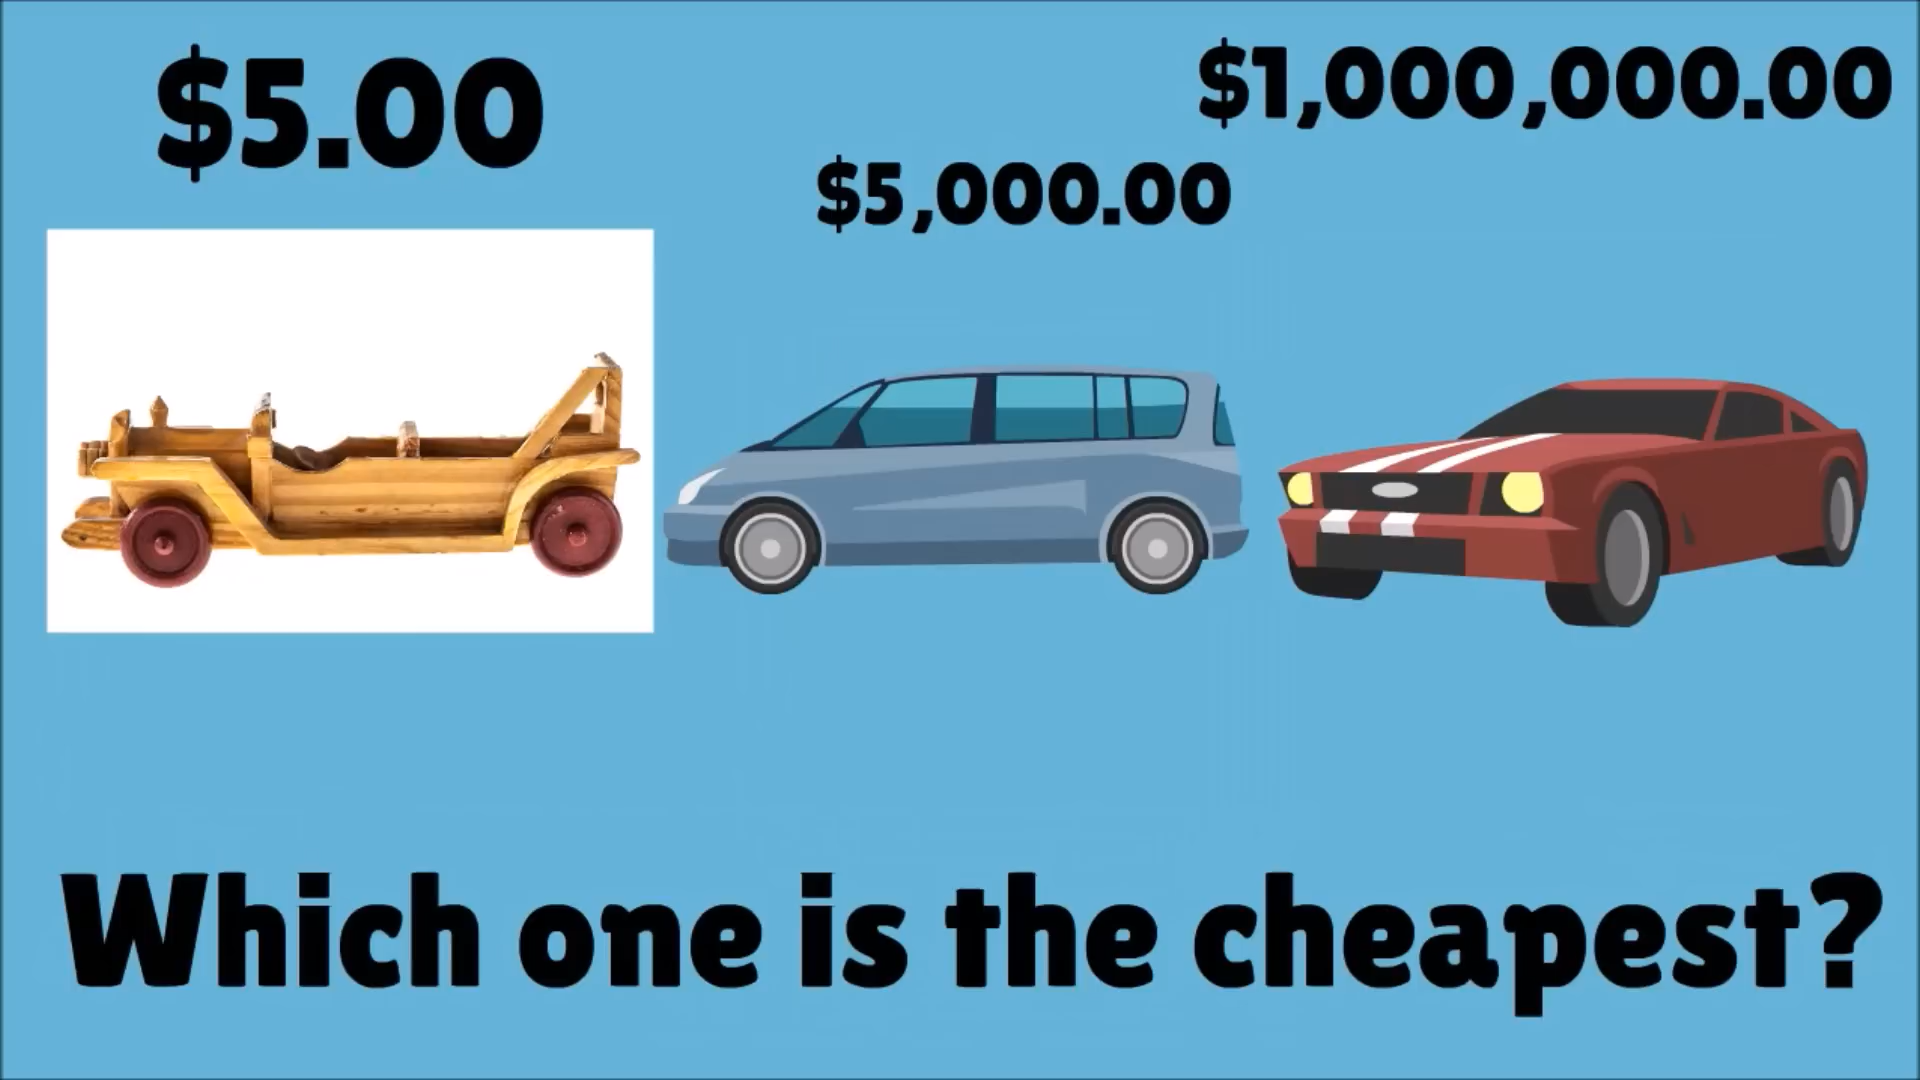 $5.00
$5,000.00
$1,000,000.00
Which one is the cheapest?